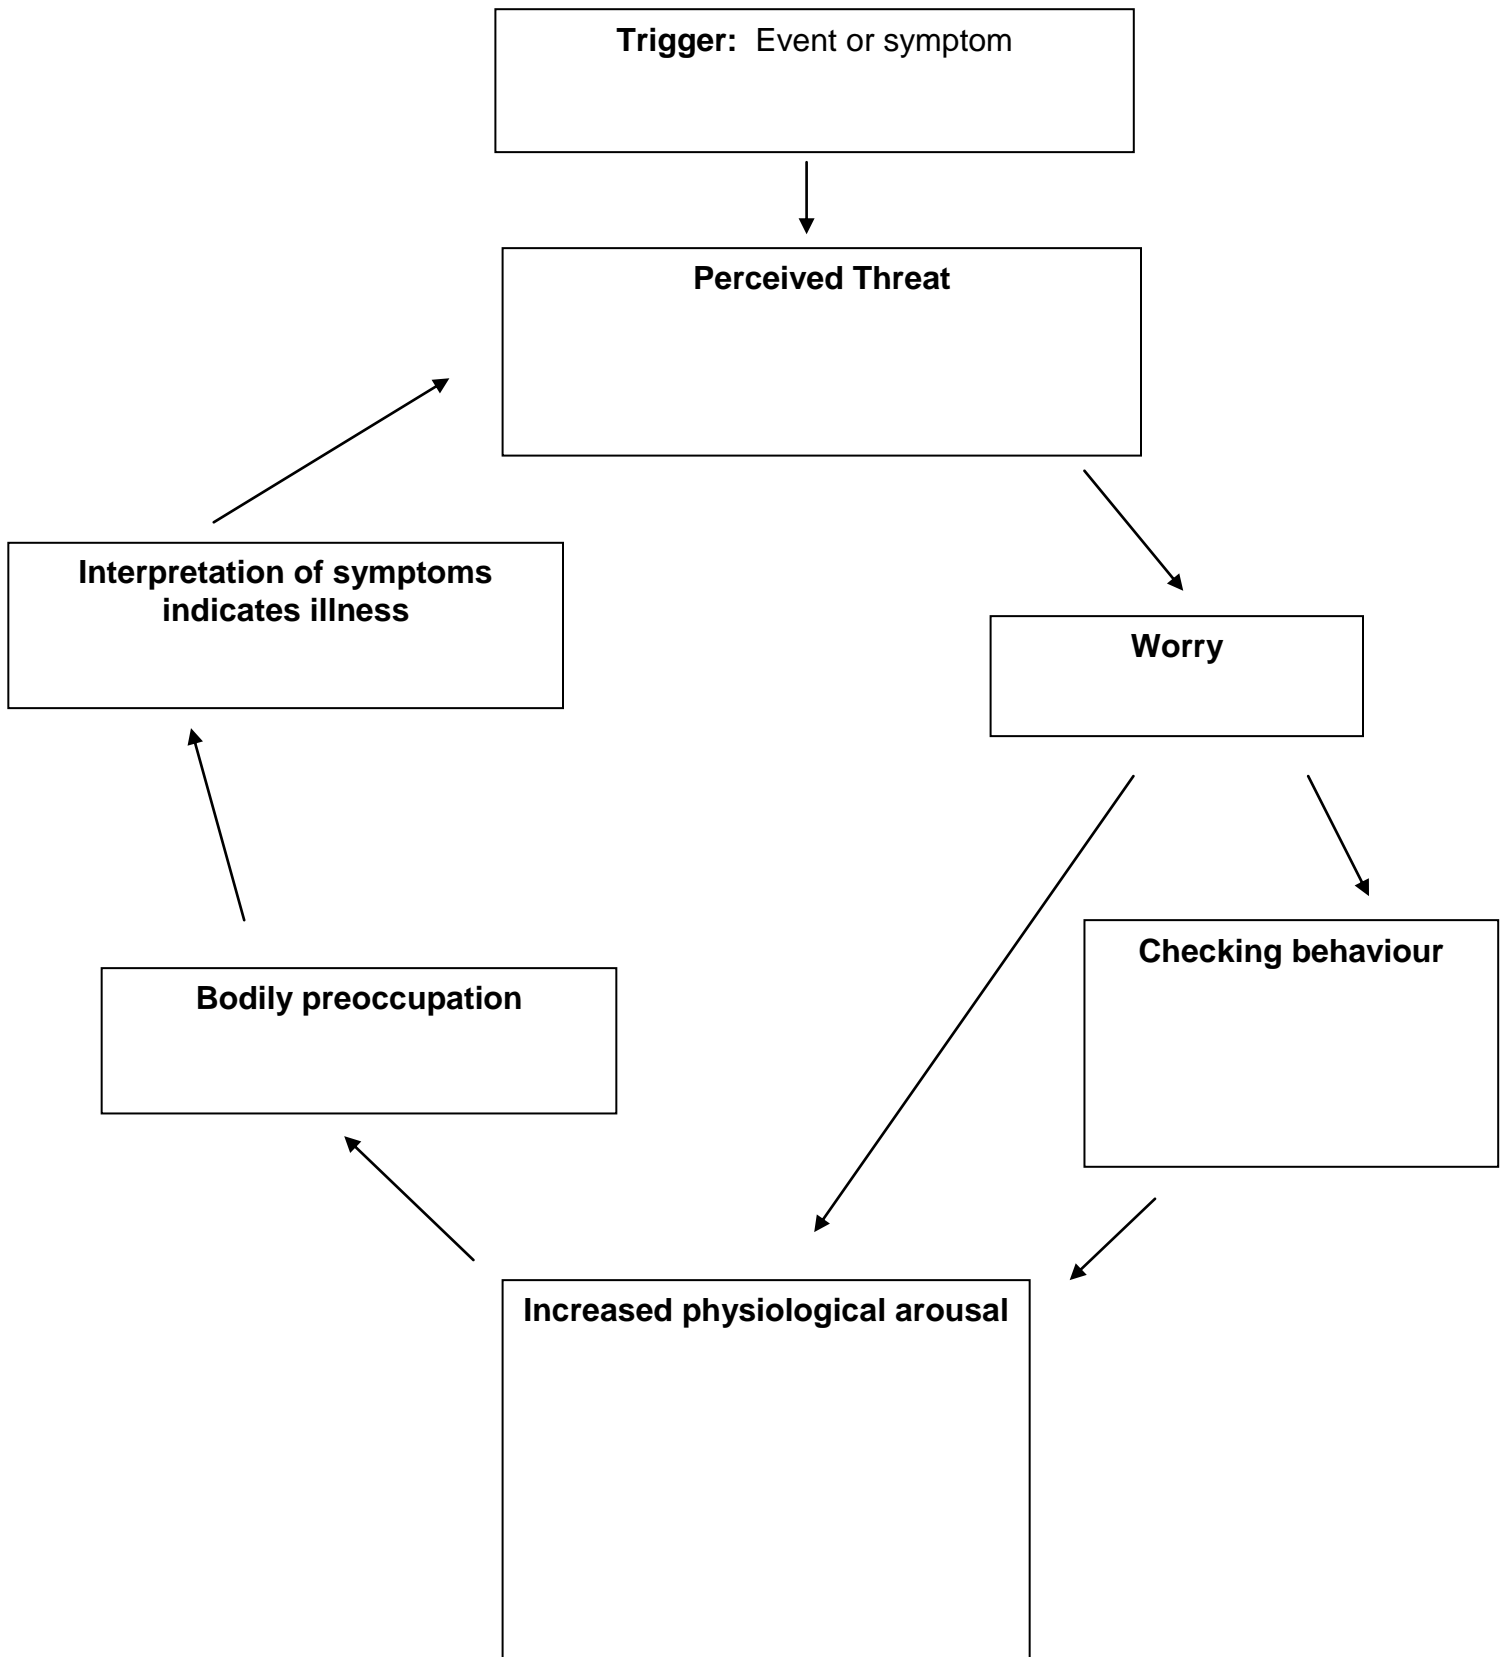 Trigger: Event or symptom
Perceived Threat
Interpretation of symptoms
indicates illness
Worry
Checking behaviour
Bodily preoccupation
Increased physiological arousal